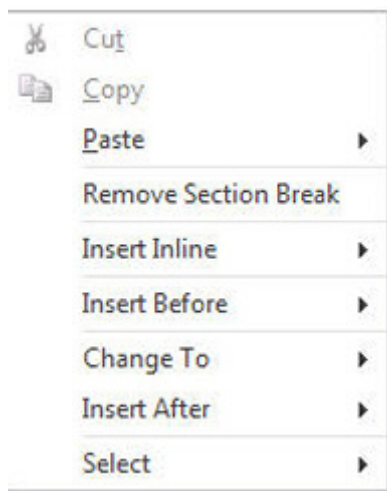 Cut
Copy
Paste
Remove Section Break
Insert Inline
Insert Before
Change To
Insert After
Select